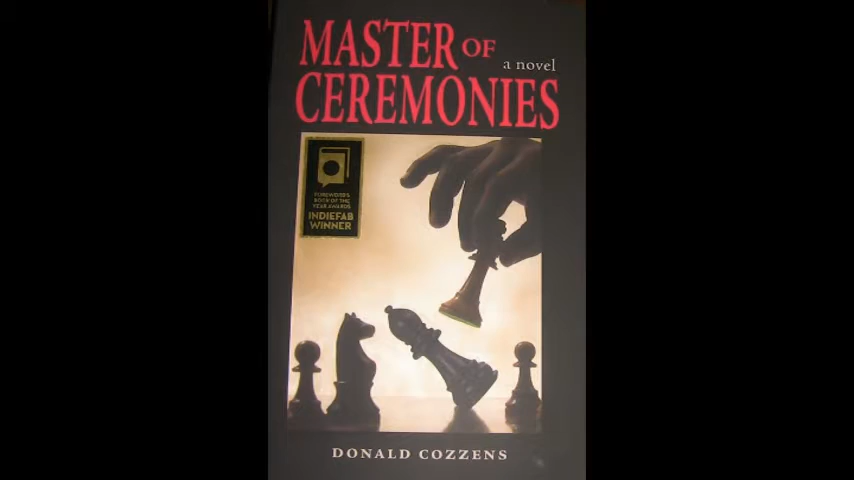 MASTER OF
a novel
CEREMONIES
FOREWORD'S
BOOK OF THE
YEAR AWARDS
INDIEFAB
WINNER
DONALD COZZENS